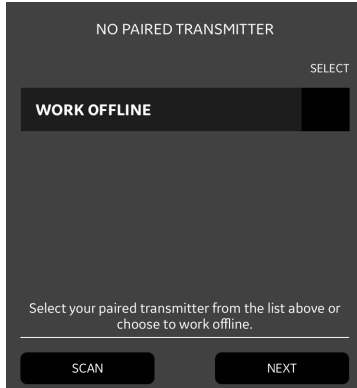 NO PAIRED TRANSMITTER
SELECT
WORK OFFLINE
Select your paired transmitter from the list above or
choose to work offline.
SCAN
NEXT